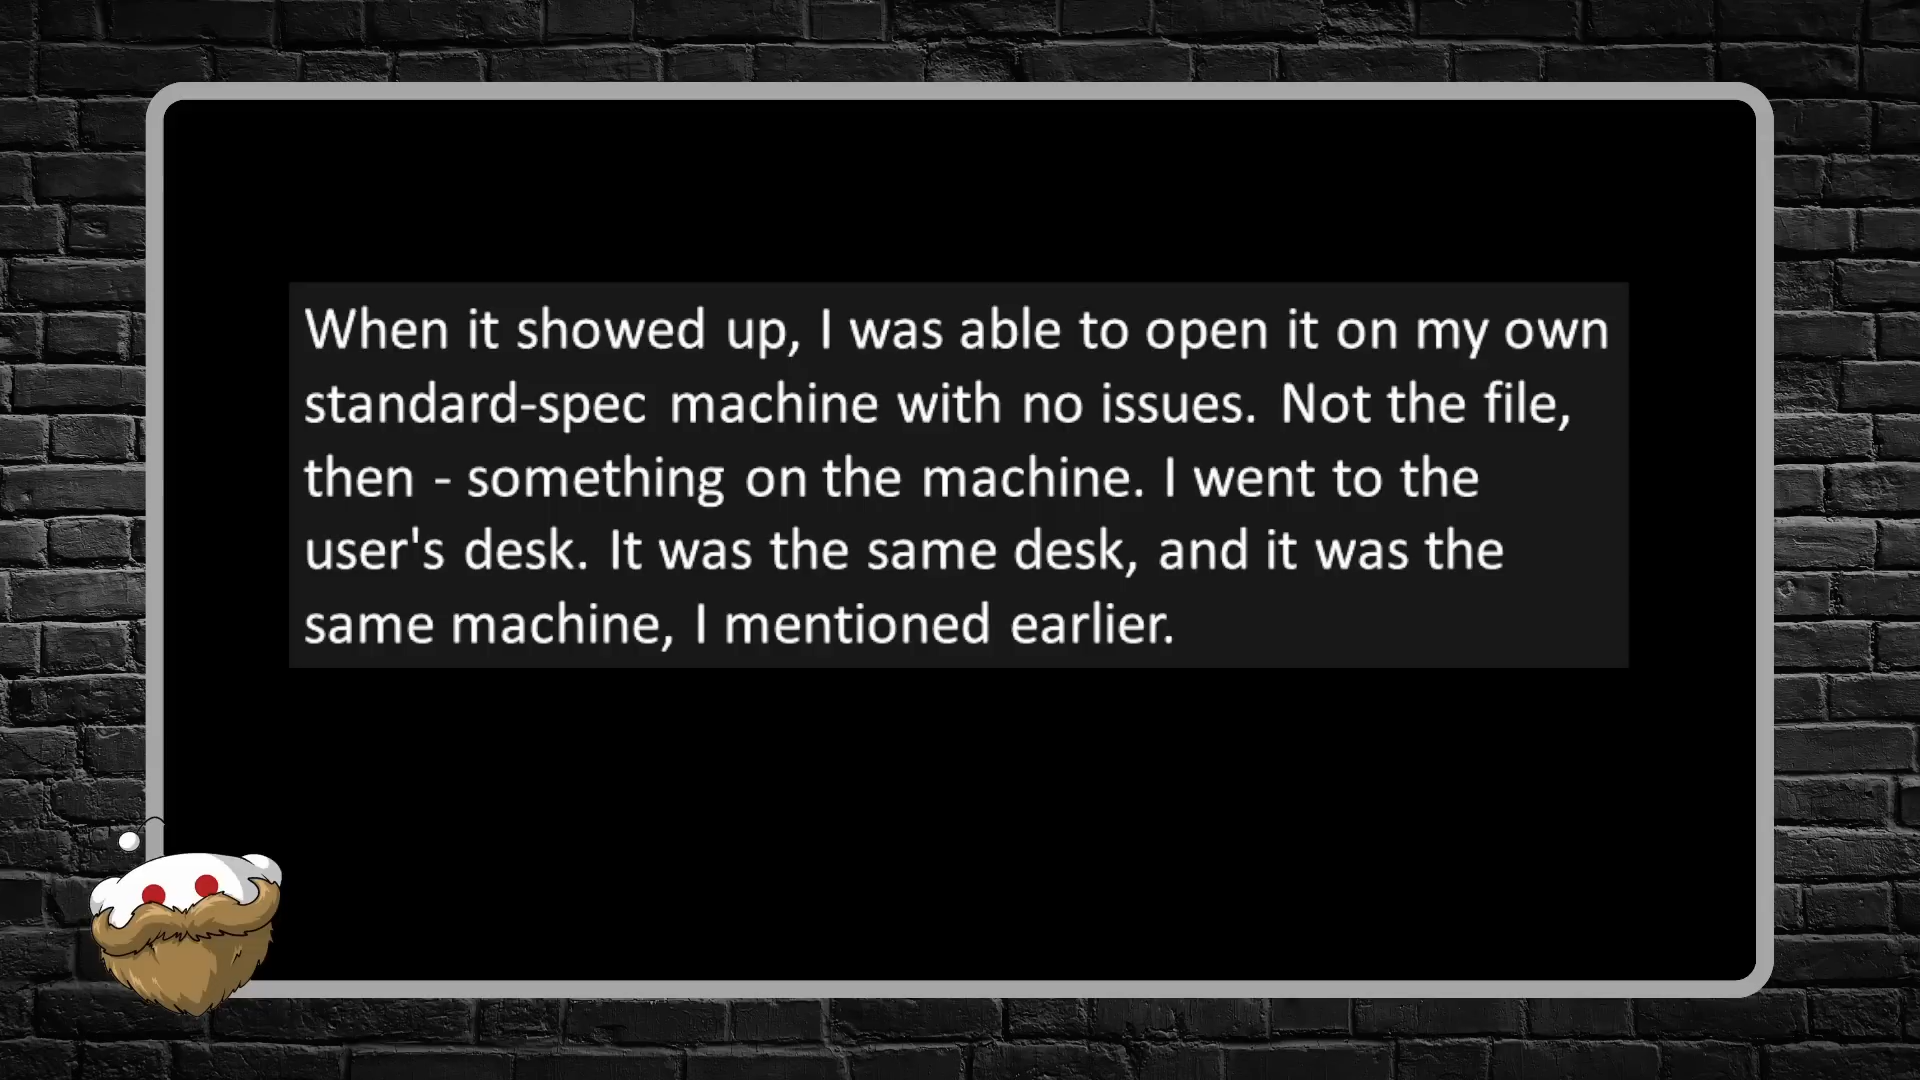 When it showed up, I was able to open it on my own
standard-spec machine with no issues. Not the file,
then - something on the machine. I went to the
user's desk. It was the same desk, and it was the
same machine, I mentioned earlier.